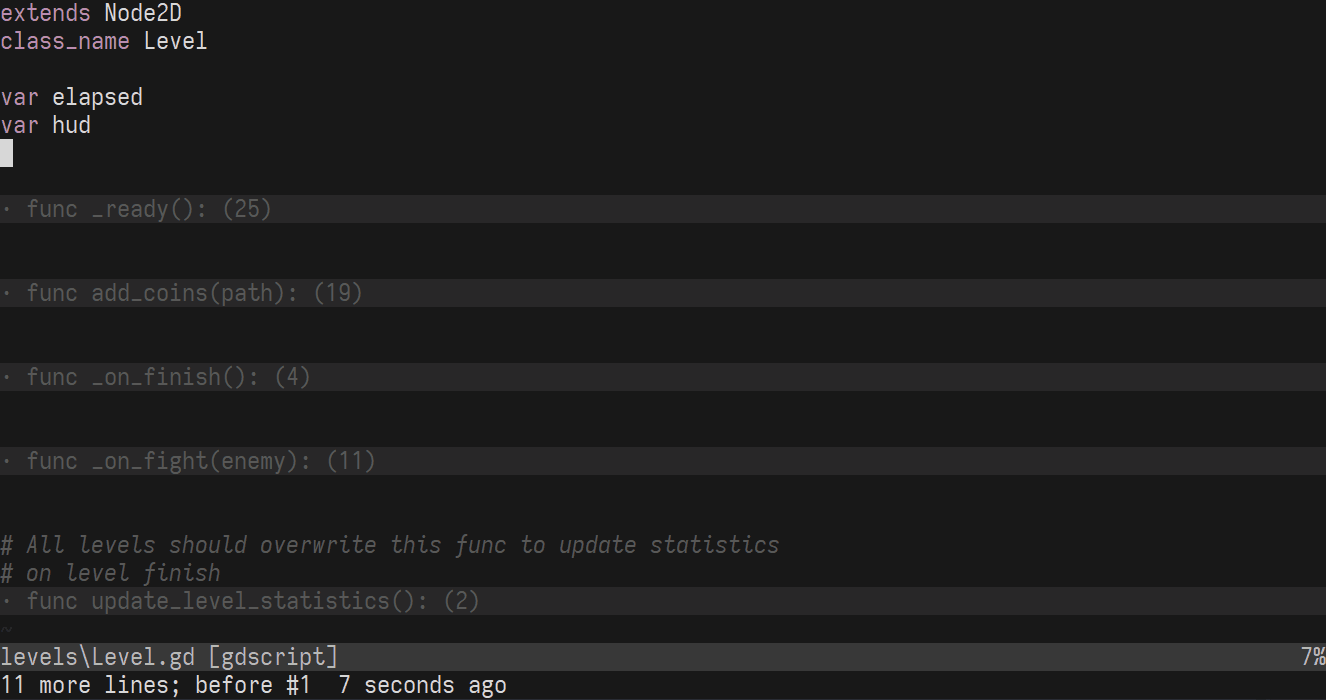 extends Node2D
class_name Level
var elapsed
var hud
· func _ready(): (25)
· func add_coins(path): (19)
· func _on_finish(): (4)
· func _on_fight(enemy): (11)
# All levels should overwrite this func to update statistics
# on level finish
· func update_level_statistics(): (2)
~
levels\Level.gd [gdscript] 7%
11 more lines; before #1  7 seconds ago